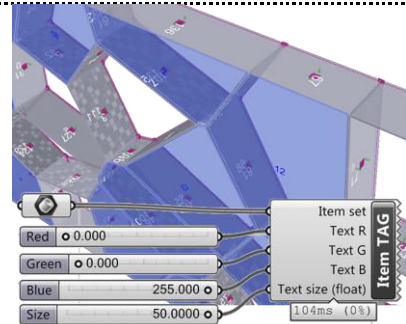 Item set
Red 0.000
Text R
Green 0.000
Text G
Blue 255.000
Text B
Size 50.0000
Text size (float)
Item TAG
104ms (0%)
12